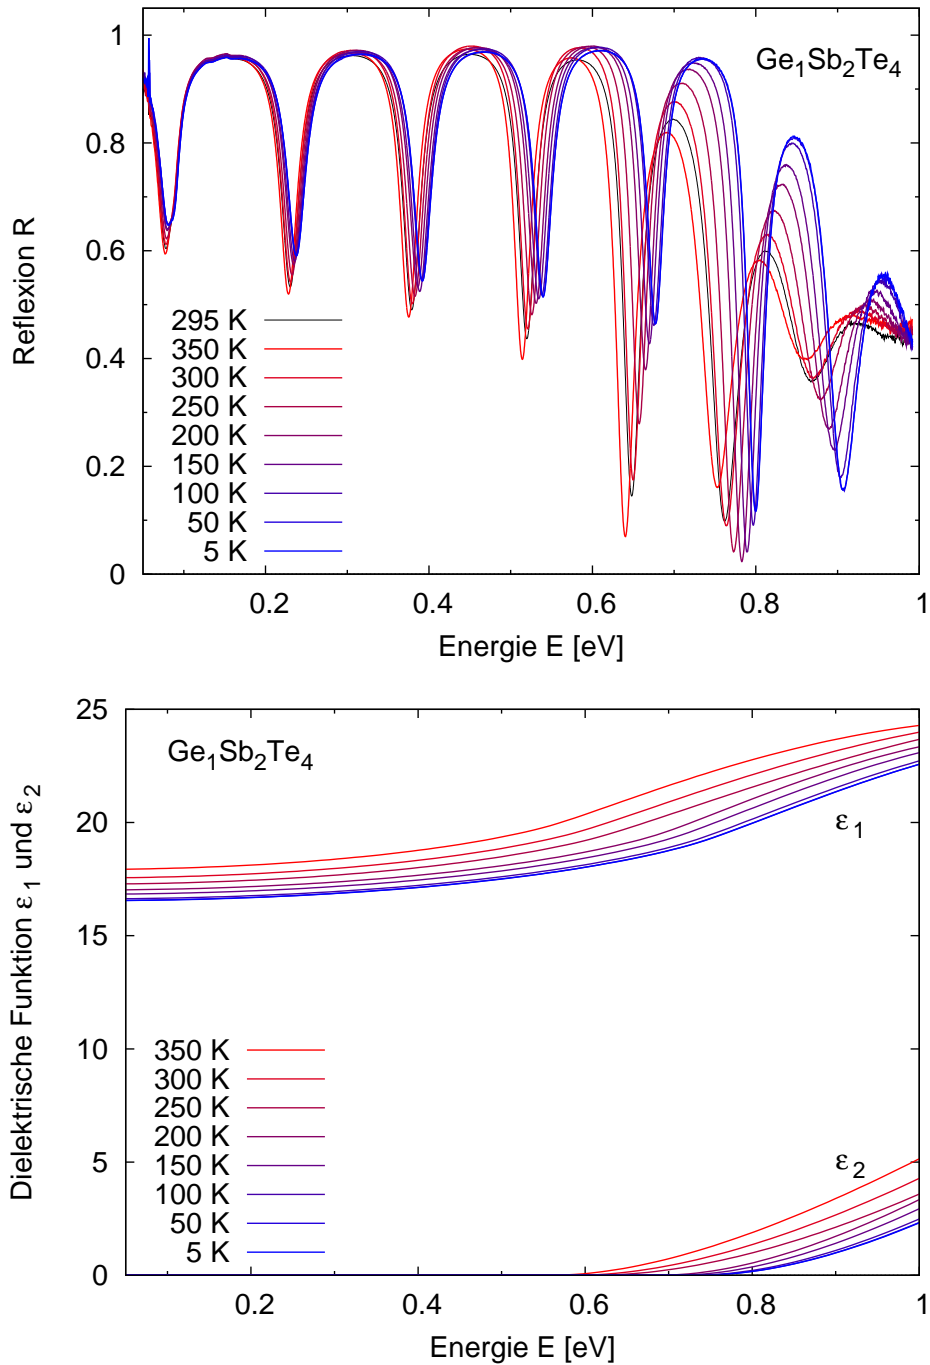 1
0.8
0.6
0.4
0.2
0
Reflexion R
Ge1Sb2Te4
295 K
350 K
300 K
250 K
200 K
150 K
100 K
50 K
5 K
0.2 0.4 0.6 0.8 1
Energie E [eV]
25
20
15
10
5
0
Dielektrische Funktion ε1 und ε2
Ge1Sb2Te4
ε1
350 K
300 K
250 K
200 K
150 K
100 K
50 K
5 K
ε2
0.2 0.4 0.6 0.8 1
Energie E [eV]